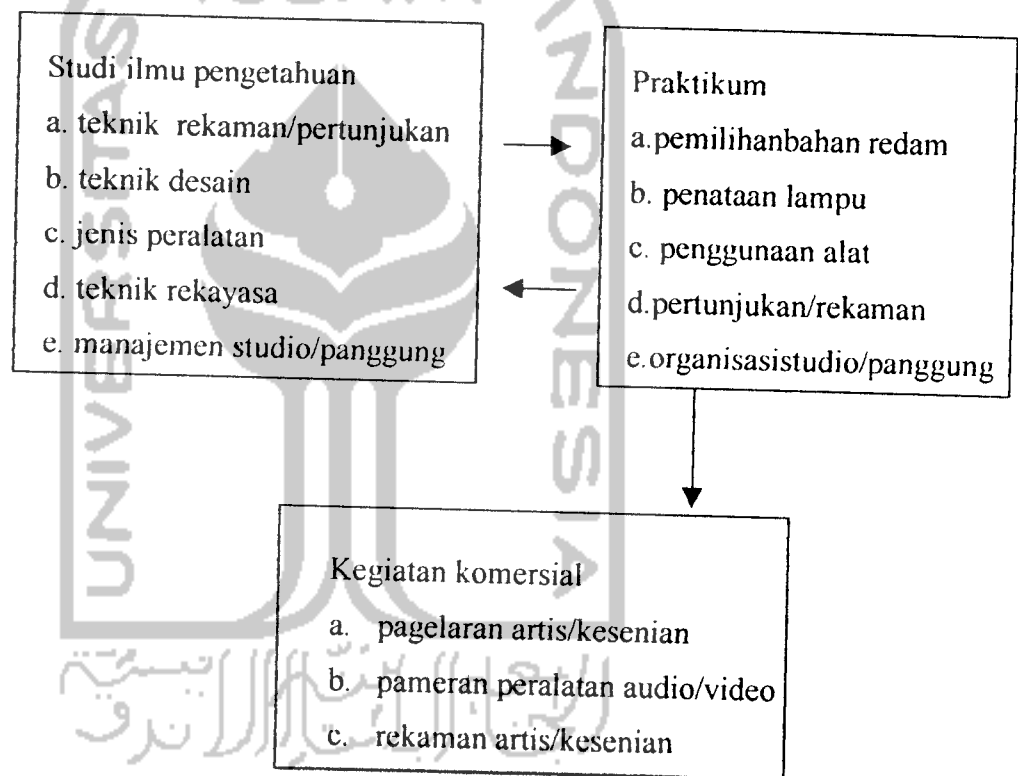 Studi ilmu pengetahuan
a. teknik rekaman/pertunjukan
b. teknik desain
c. jenis peralatan
d. teknik rekayasa
e. manajemen studio/panggung
Praktikum
a.pemilihanbahan redam
b. penataan lampu
c. penggunaan alat
d.pertunjukan/rekaman
e.organisasistudio/panggung
Kegiatan komersial
a. pagelaran artis/kesenian
b. pameran peralatan audio/video
c. rekaman artis/kesenian
UNIVERSITAS
INDONESIA